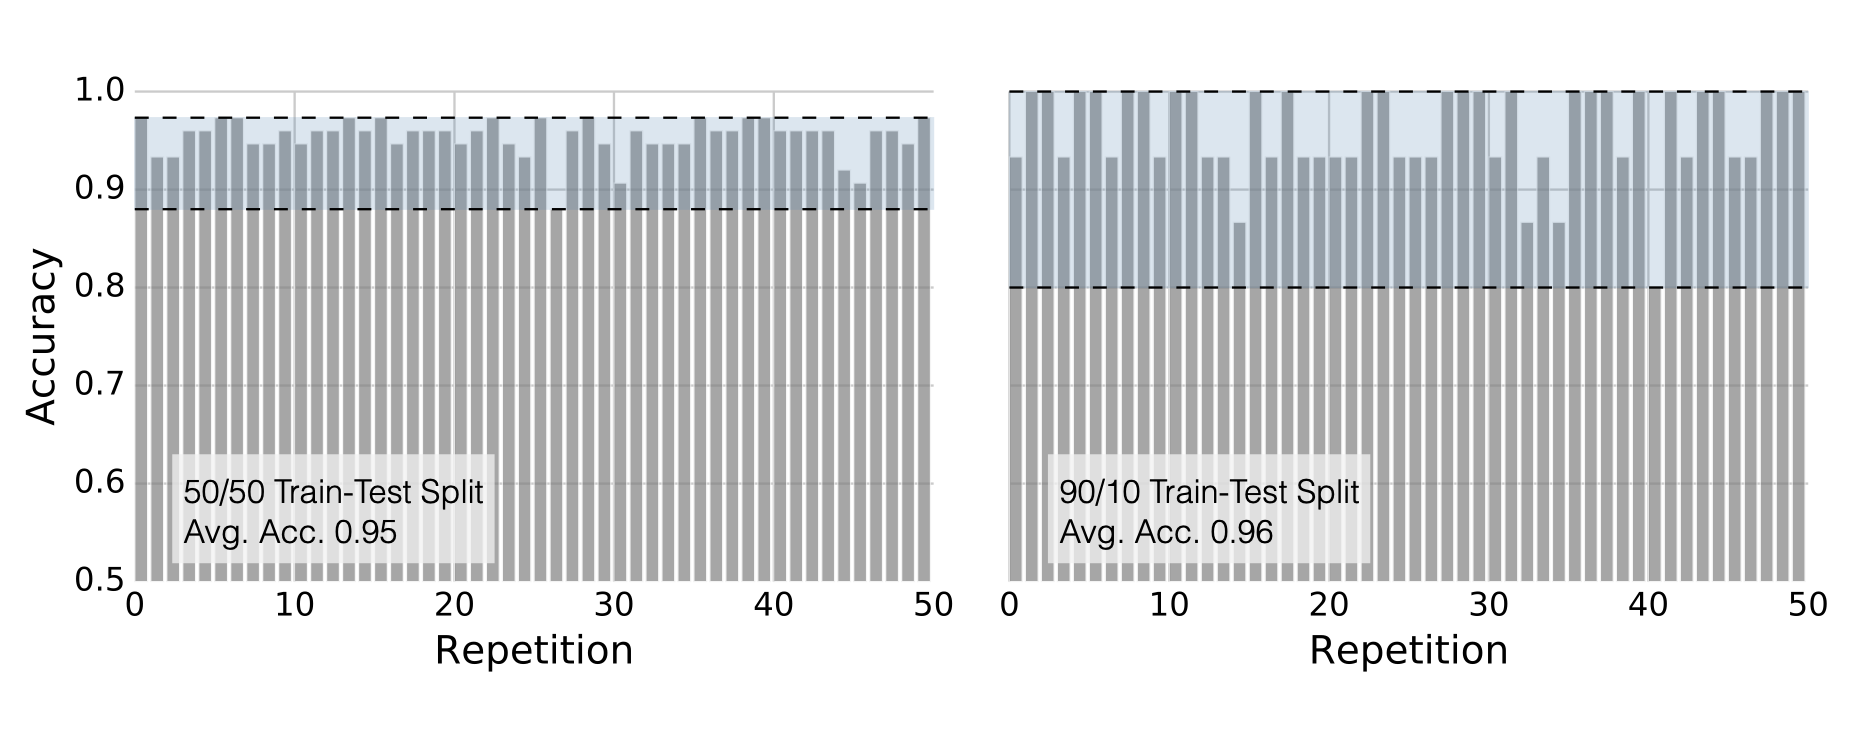 1.0
0.9
0.8
0.7
0.6
0.5
Accuracy
50/50 Train-Test Split
Avg. Acc. 0.95
0 10 20 30 40 50
Repetition
90/10 Train-Test Split
Avg. Acc. 0.96
0 10 20 30 40 50
Repetition